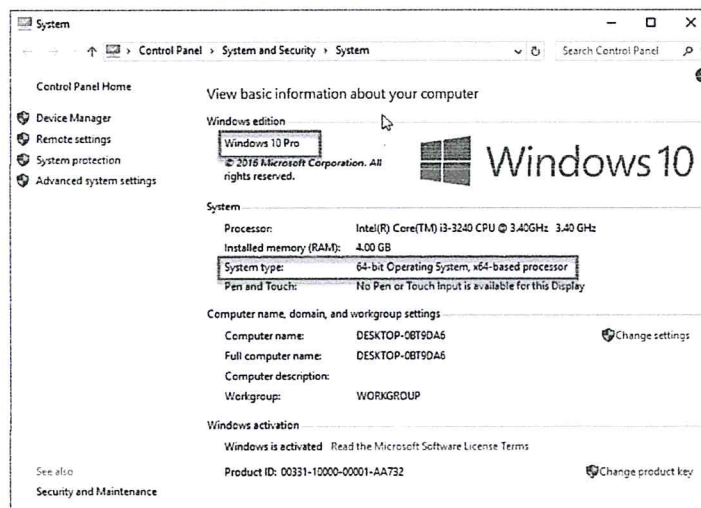 System
Control Panel > System and Security > System
Search Control Panel
Control Panel Home
Device Manager
Remote settings
System protection
Advanced system settings
View basic information about your computer
Windows edition
Windows 10 Pro
© 2016 Microsoft Corporation. All
rights reserved.
Windows 10
System
Processor: Intel(R) Core(TM) i3-3240 CPU @ 3.40GHz 3.40 GHz
Installed memory (RAM): 4.00 GB
System type: 64-bit Operating System, x64-based processor
Pen and Touch: No Pen or Touch Input is available for this Display
Computer name, domain, and workgroup settings
Computer name: DESKTOP-0BT9DA6
Change settings
Full computer name: DESKTOP-0BT9DA6
Computer description:
Workgroup: WORKGROUP
Windows activation
Windows is activated Read the Microsoft Software License Terms
Product ID: 00331-10000-00001-AA732
Change product key
See also
Security and Maintenance